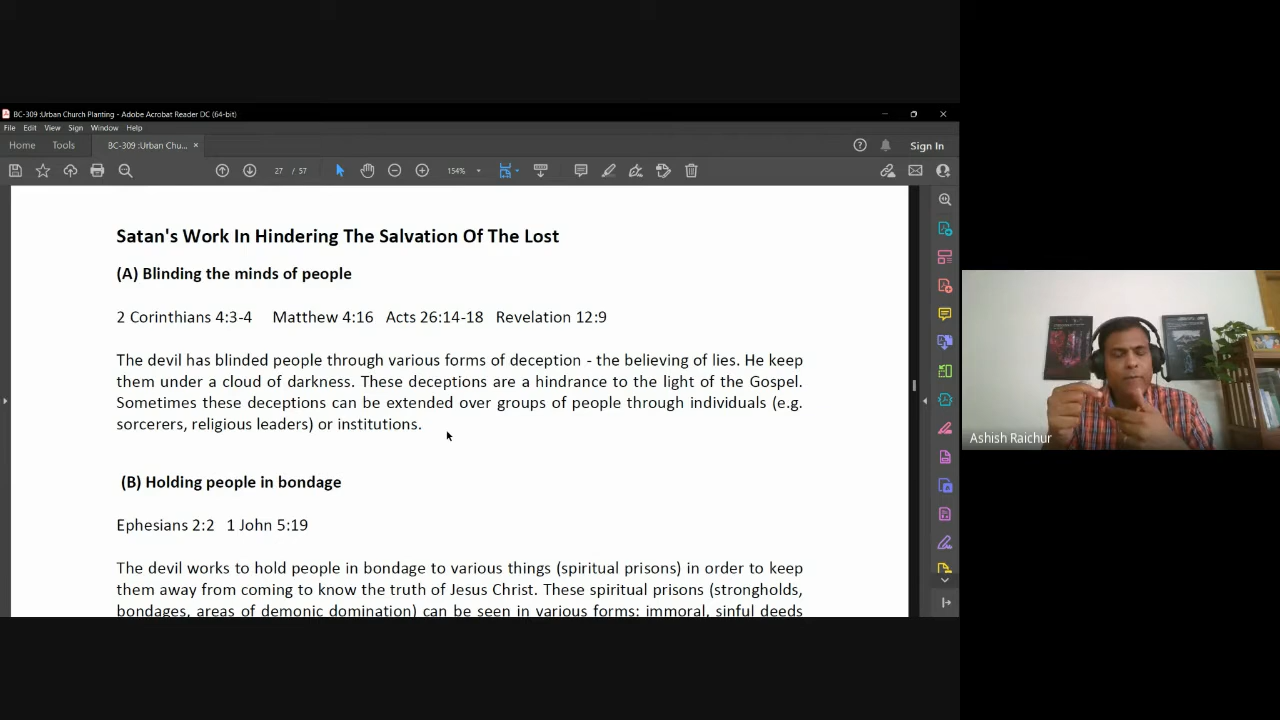 BC-309 :Urban Church Planting - Adobe Acrobat Reader DC (64-bit)
File Edit View Sign Window Help
Home Tools BC-309 :Urban Chu... × Sign In
27 / 57 154%
Satan's Work In Hindering The Salvation Of The Lost
(A) Blinding the minds of people
2 Corinthians 4:3-4 Matthew 4:16 Acts 26:14-18 Revelation 12:9
The devil has blinded people through various forms of deception - the believing of lies. He keep
them under a cloud of darkness. These deceptions are a hindrance to the light of the Gospel.
Sometimes these deceptions can be extended over groups of people through individuals (e.g.
sorcerers, religious leaders) or institutions.
Ashish Raichur
(B) Holding people in bondage
Ephesians 2:2 1 John 5:19
The devil works to hold people in bondage to various things (spiritual prisons) in order to keep
them away from coming to know the truth of Jesus Christ. These spiritual prisons (strongholds,
bondages, areas of demonic domination) can be seen in various forms: immoral, sinful deeds